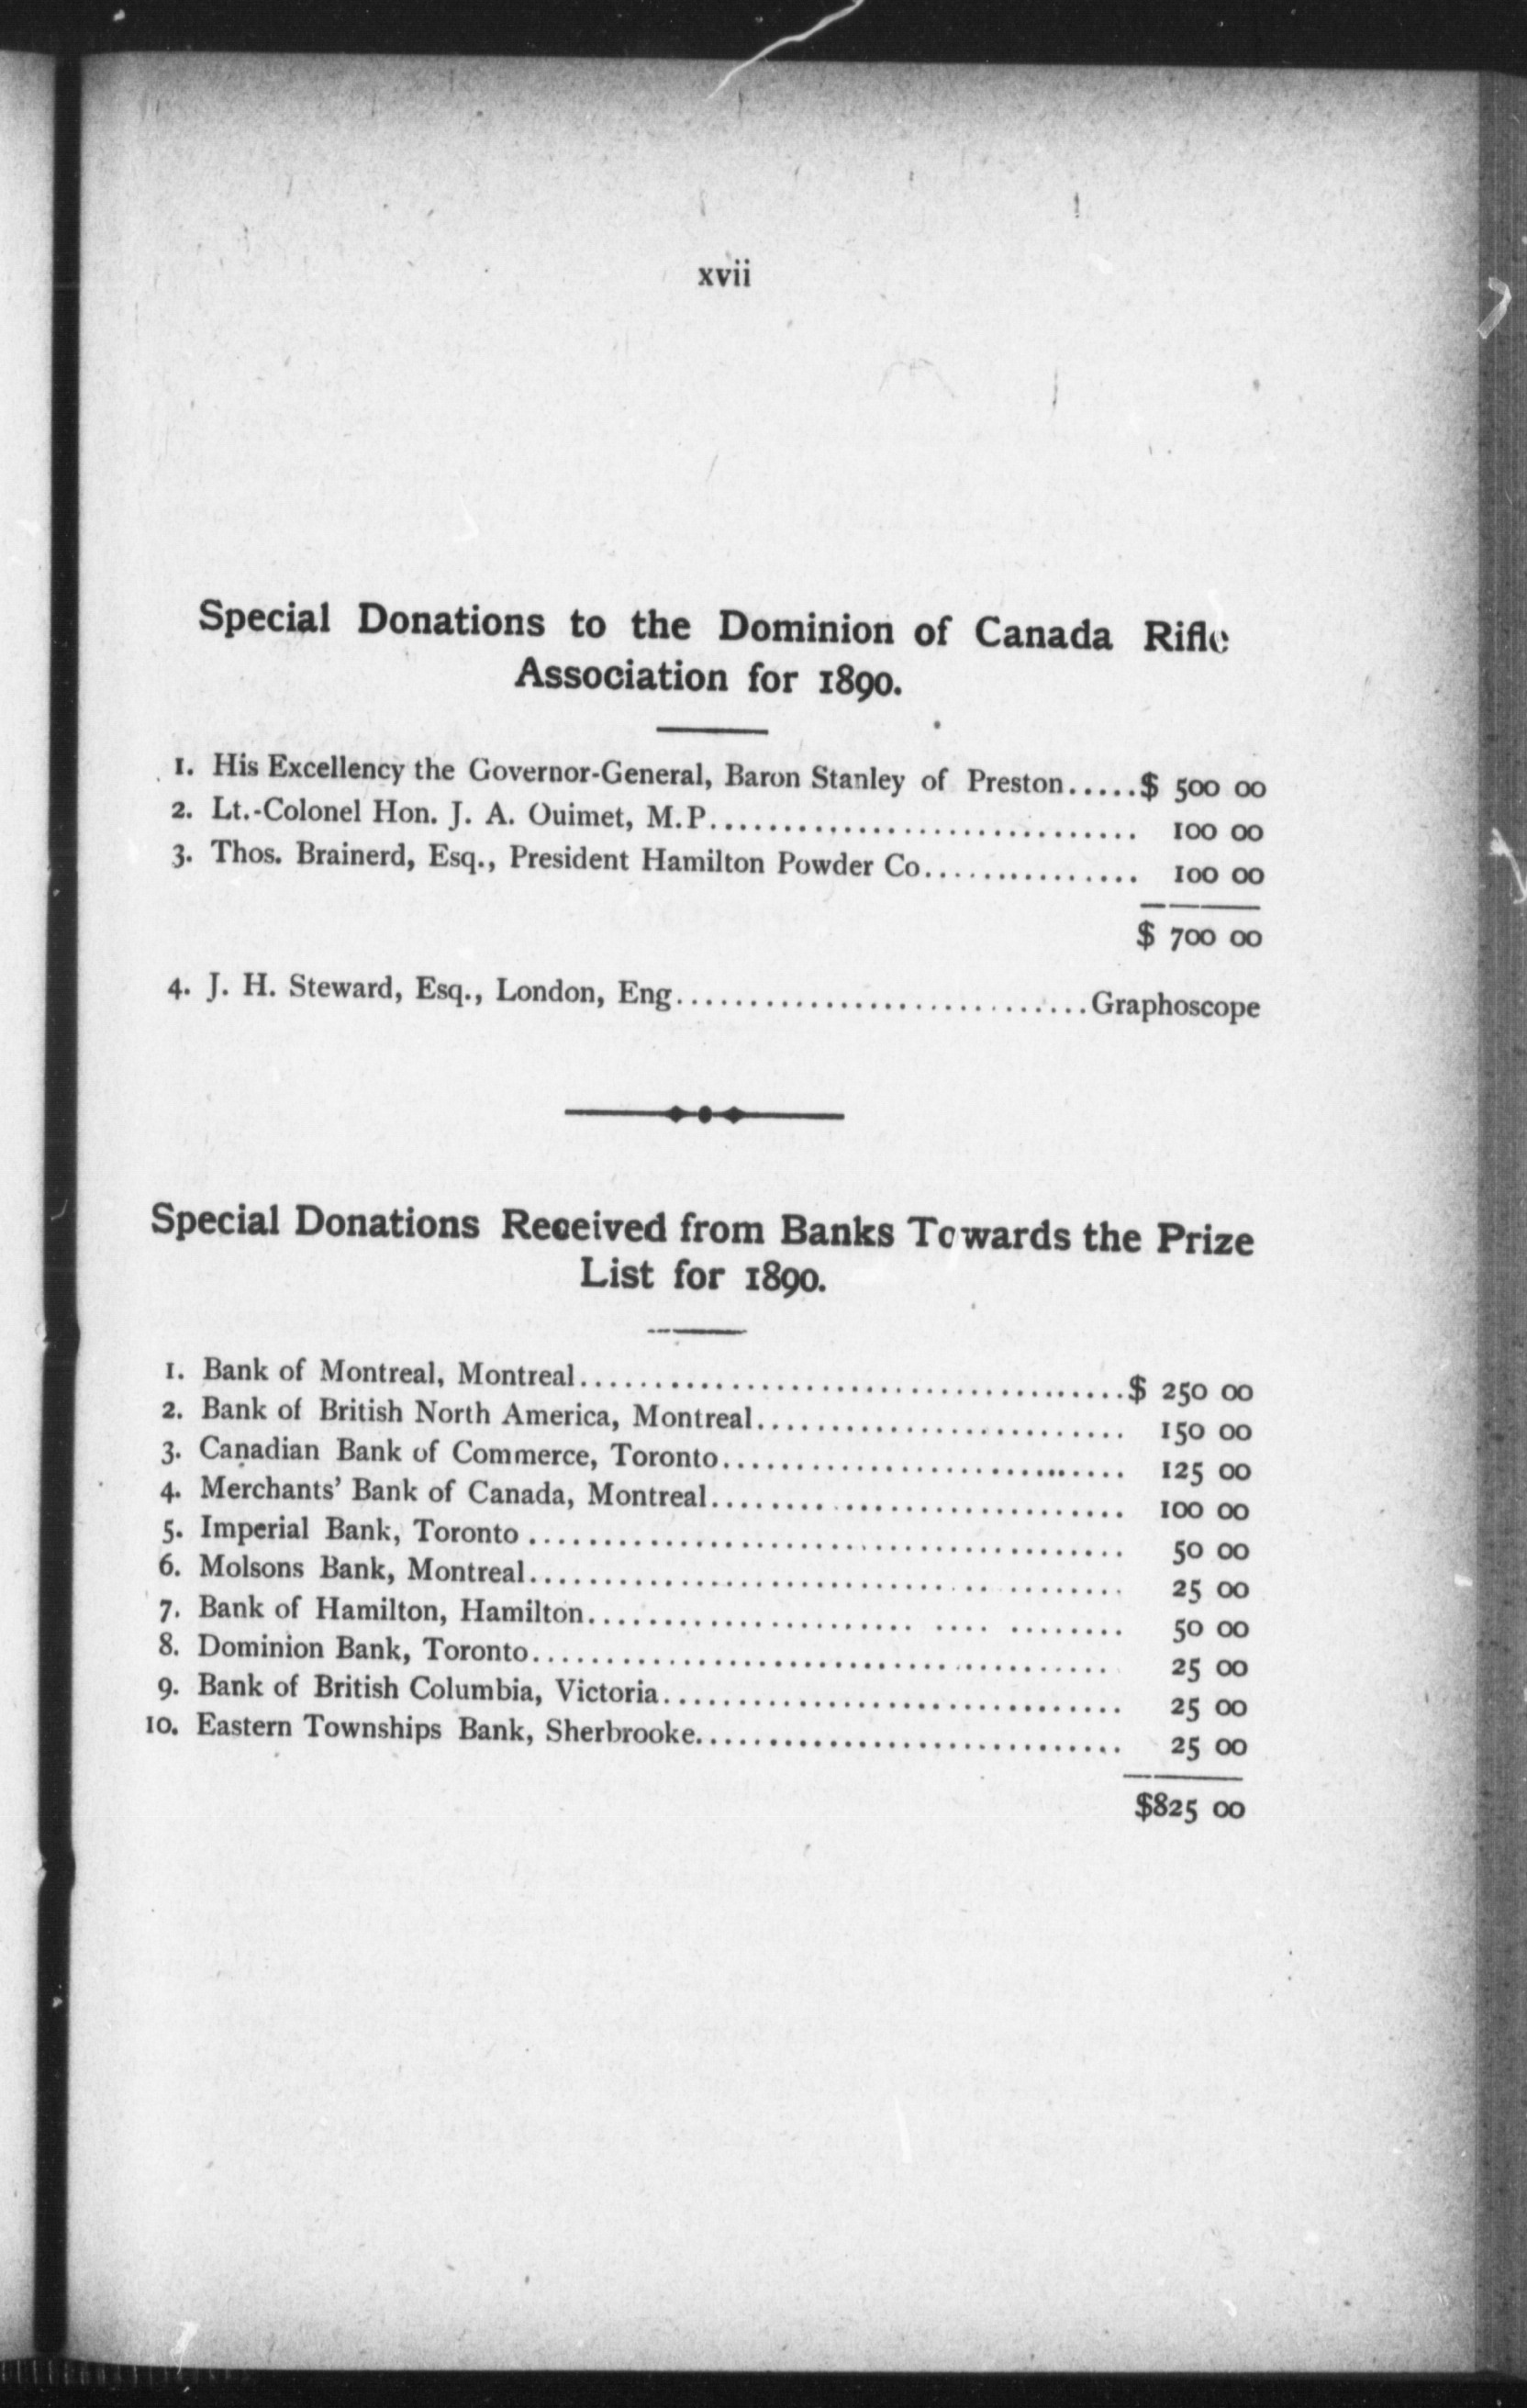 xvii
Special Donations to the Dominion of Canada Rifle
Association for 1890.
1. His Excellency the Governor-General, Baron Stanley of Preston.....$ 500 00
2. Lt.-Colonel Hon. J. A. Ouimet, M.P............................. 100 00
3. Thos. Brainerd, Esq., President Hamilton Powder Co............... 100 00
$ 700 00
4. J. H. Steward, Esq., London, Eng............................Graphoscope
Special Donations Received from Banks Towards the Prize
List for 1890.
1. Bank of Montreal, Montreal.....................................$ 250 00
2. Bank of British North America, Montreal......................... 150 00
3. Canadian Bank of Commerce, Toronto........................... 125 00
4. Merchants' Bank of Canada, Montreal............................ 100 00
5. Imperial Bank, Toronto ........................................ 50 00
6. Molsons Bank, Montreal........................................ 25 00
7. Bank of Hamilton, Hamilton...................... .... ........ 50 00
8. Dominion Bank, Toronto....................................... 25 00
9. Bank of British Columbia, Victoria............................... 25 00
10. Eastern Townships Bank, Sherbrooke............................. 25 00
$825 00